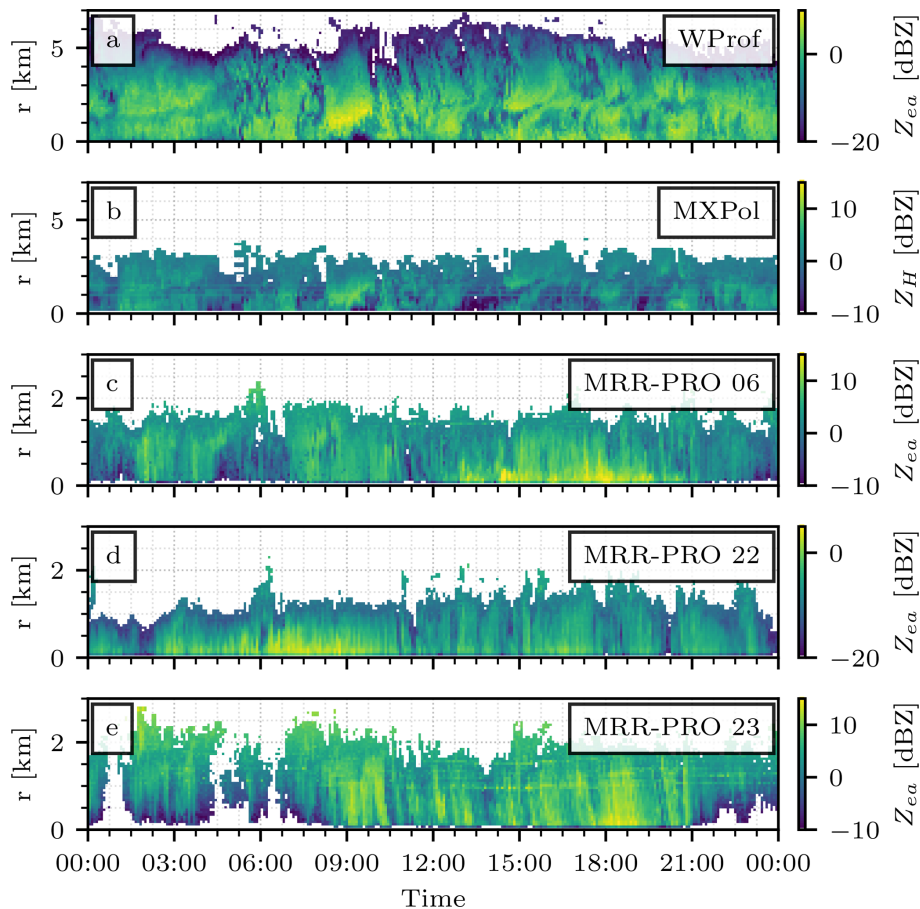 a
WProf
r [km]
5
0
0
−20
Z_ea [dBZ]
b
MXPol
r [km]
5
0
10
0
−10
Z_H [dBZ]
c
MRR-PRO 06
r [km]
2
0
10
0
−10
Z_ea [dBZ]
d
MRR-PRO 22
r [km]
2
0
0
−20
Z_ea [dBZ]
e
MRR-PRO 23
r [km]
2
0
10
0
−10
Z_ea [dBZ]
00:00 03:00 06:00 09:00 12:00 15:00 18:00 21:00 00:00
Time